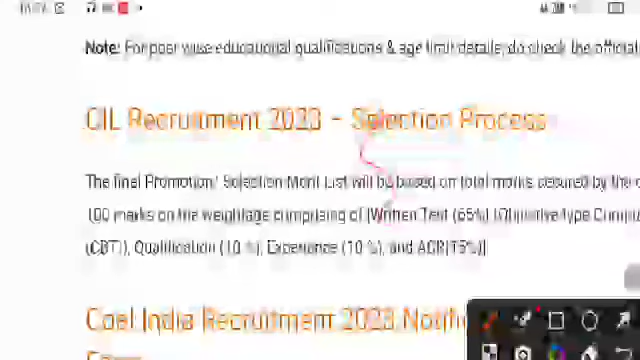 Note: For post wise educational qualifications & age limit details, do check the official
CIL Recruitment 2023 - Selection Process
The final Promotion/ Selection Merit List will be based on total marks secured by the
100 marks on the weightage comprising of [Written Test (65%) (Objective type
(CBT)), Qualification (10 %), Experience (10 %), and ACR(15%)]
Coal India Recruitment 2023